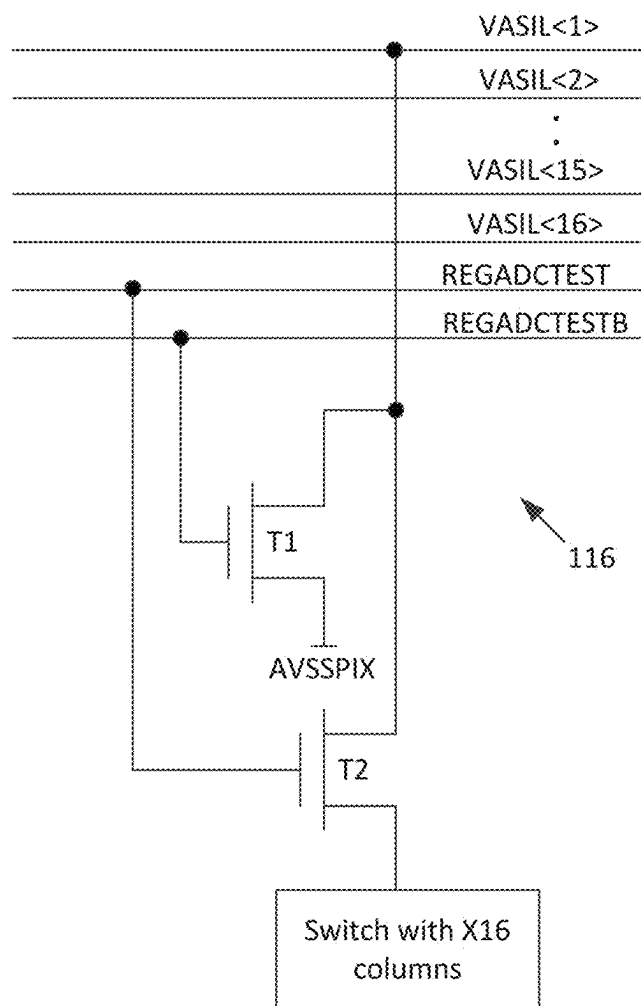 VASIL<1>
VASIL<2>
VASIL<15>
VASIL<16>
REGADCTEST
REGADCTESTB
T1
116
AVSSPIX
T2
Switch with X16
columns